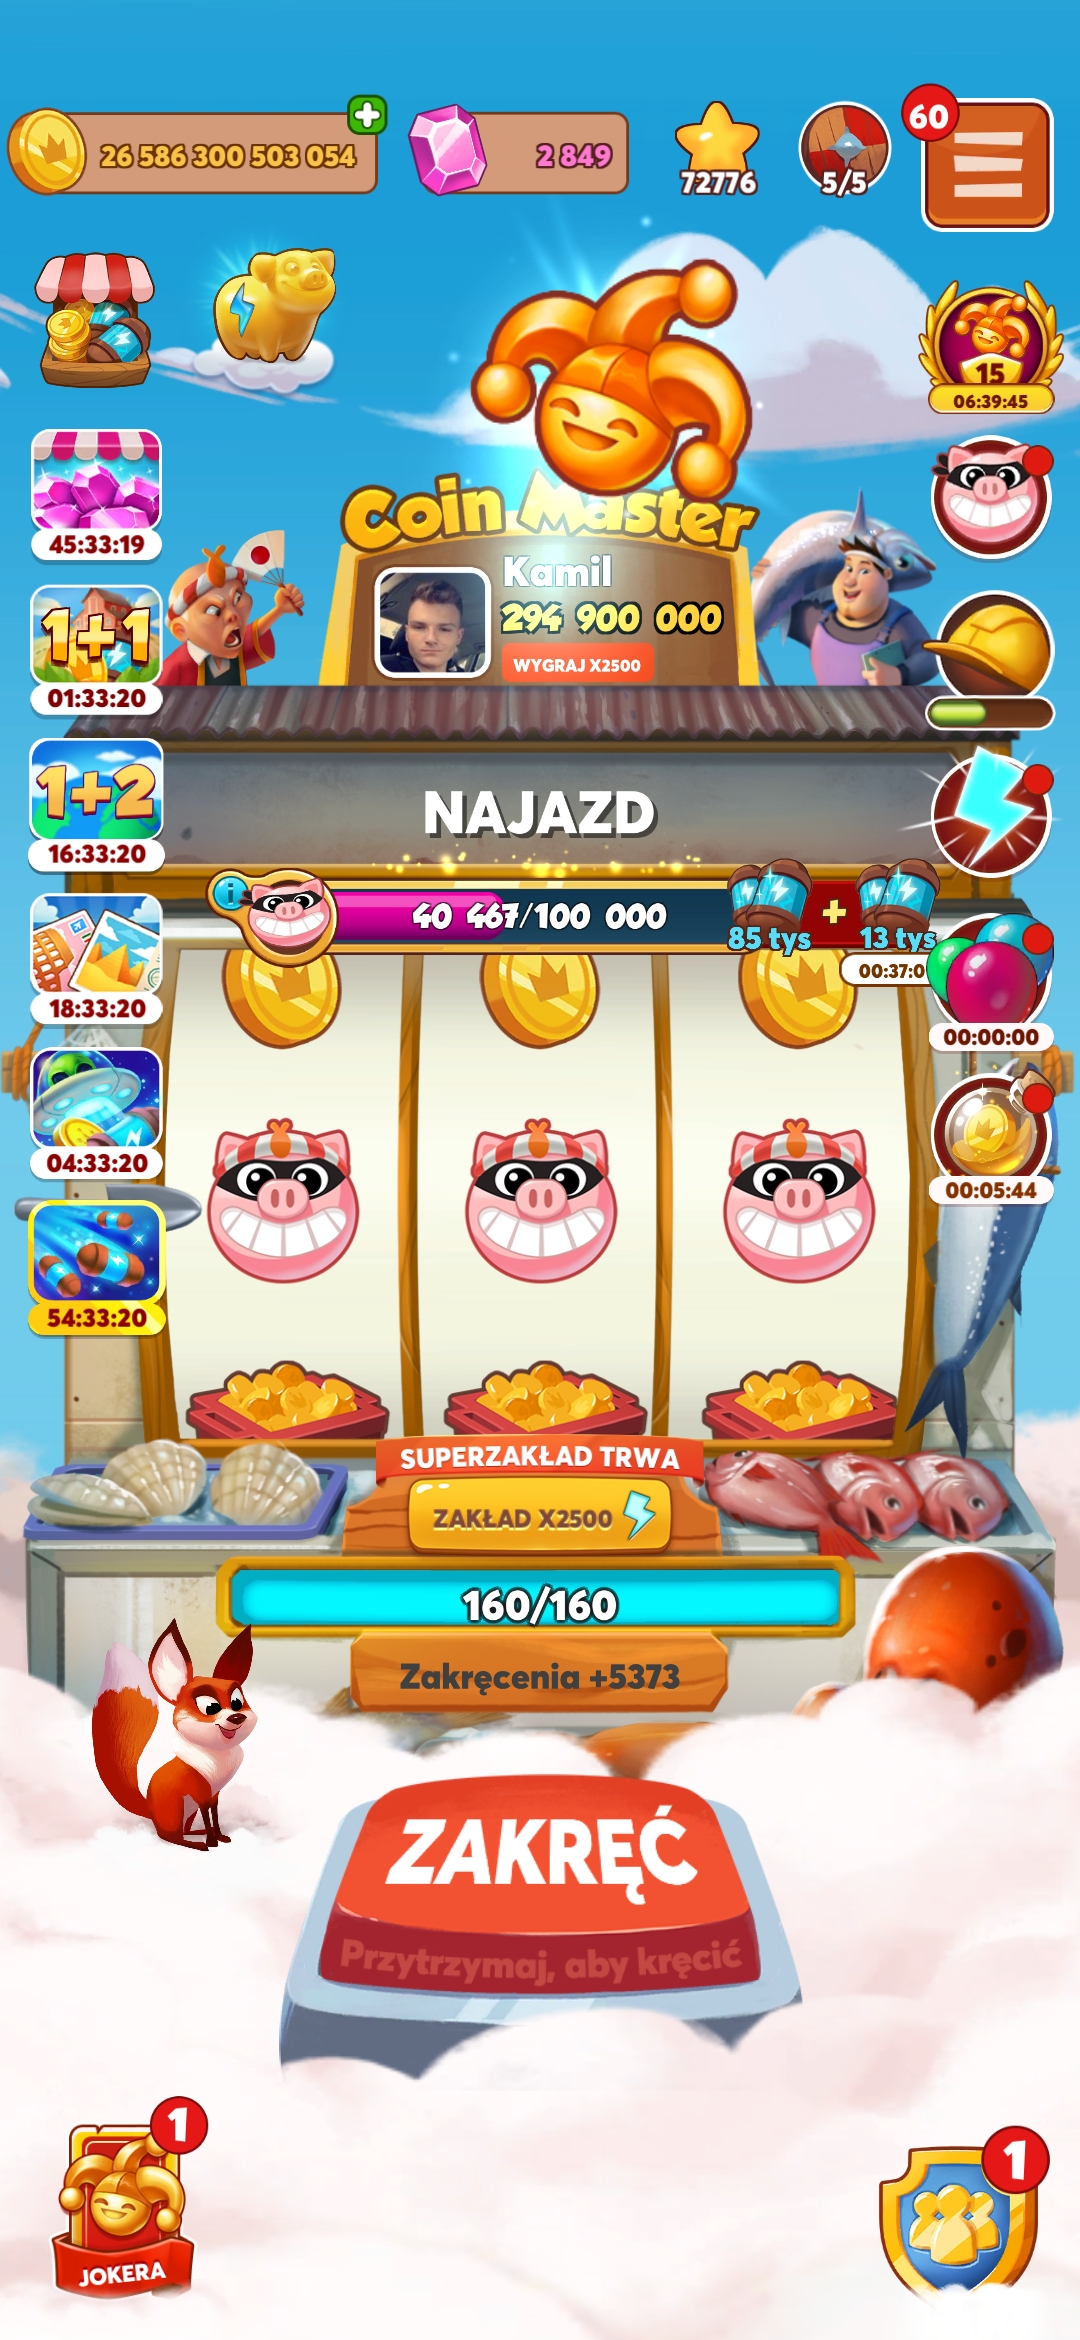 26 586 300 503 054
2 849
72776
5/5
60
15
06:39:45
Coin Master
Kamil
294 900 000
WYGRAJ X2500
45:33:19
1+1
01:33:20
1+2
16:33:20
18:33:20
04:33:20
54:33:20
NAJAZD
i
40 467/100 000
85 tys
+
13 tys
00:37:0
00:00:00
00:05:44
SUPERZAKŁAD TRWA
ZAKŁAD X2500
160/160
Zakręcenia +5373
ZAKRĘĆ
Przytrzymaj, aby kręcić
1
JOKERA
1